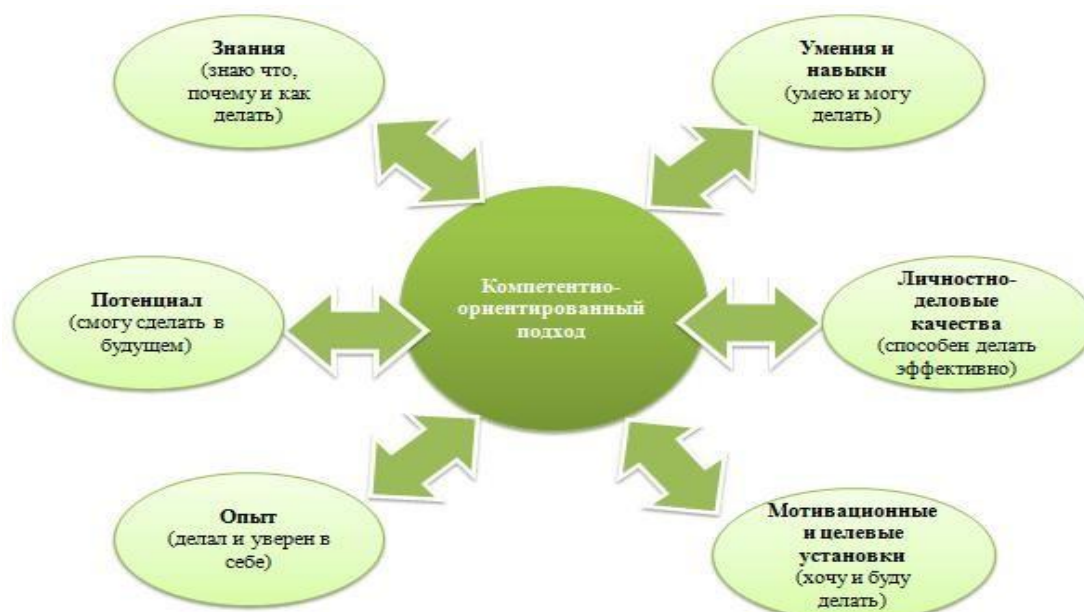 Знания
(знаю что,
почему и как
делать)
Умения и
навыки
(умею и могу
делать)
Компетентно-
ориентированный
подход
Потенциал
(смогу сделать в
будущем)
Личностно-
деловые
качества
(способен делать
эффективно)
Опыт
(делал и уверен в
себе)
Мотивационные
и целевые
установки
(хочу и буду
делать)